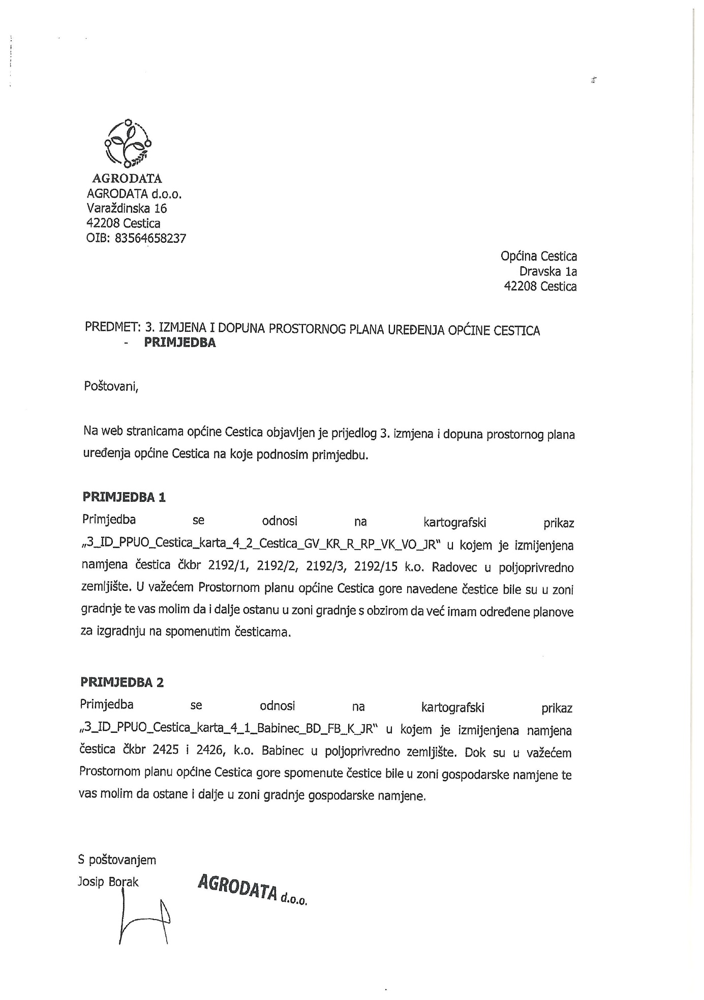 AGRODATA
AGRODATA d.o.o.
Varaždinska 16
42208 Cestica
OIB: 83564658237
Općina Cestica
Dravska 1a
42208 Cestica
PREDMET: 3. IZMJENA I DOPUNA PROSTORNOG PLANA UREĐENJA OPĆINE CESTICA
- PRIMJEDBA
Poštovani,
Na web stranicama općine Cestica objavljen je prijedlog 3. izmjena i dopuna prostornog plana
uređenja općine Cestica na koje podnosim primjedbu.
PRIMJEDBA 1
Primjedba se odnosi na kartografski prikaz
„3_ID_PPUO_Cestica_karta_4_2_Cestica_GV_KR_R_RP_VK_VO_JR" u kojem je izmijenjena
namjena čestica čkbr 2192/1, 2192/2, 2192/3, 2192/15 k.o. Radovec u poljoprivredno
zemljište. U važećem Prostornom planu općine Cestica gore navedene čestice bile su u zoni
gradnje te vas molim da i dalje ostanu u zoni gradnje s obzirom da već imam određene planove
za izgradnju na spomenutim česticama.
PRIMJEDBA 2
Primjedba se odnosi na kartografski prikaz
„3_ID_PPUO_Cestica_karta_4_1_Babinec_BD_FB_K_JR" u kojem je izmijenjena namjena
čestica čkbr 2425 i 2426, k.o. Babinec u poljoprivredno zemljište. Dok su u važećem
Prostornom planu općine Cestica gore spomenute čestice bile u zoni gospodarske namjene te
vas molim da ostane i dalje u zoni gradnje gospodarske namjene.
S poštovanjem
Josip Borak
AGRODATA d.o.o.